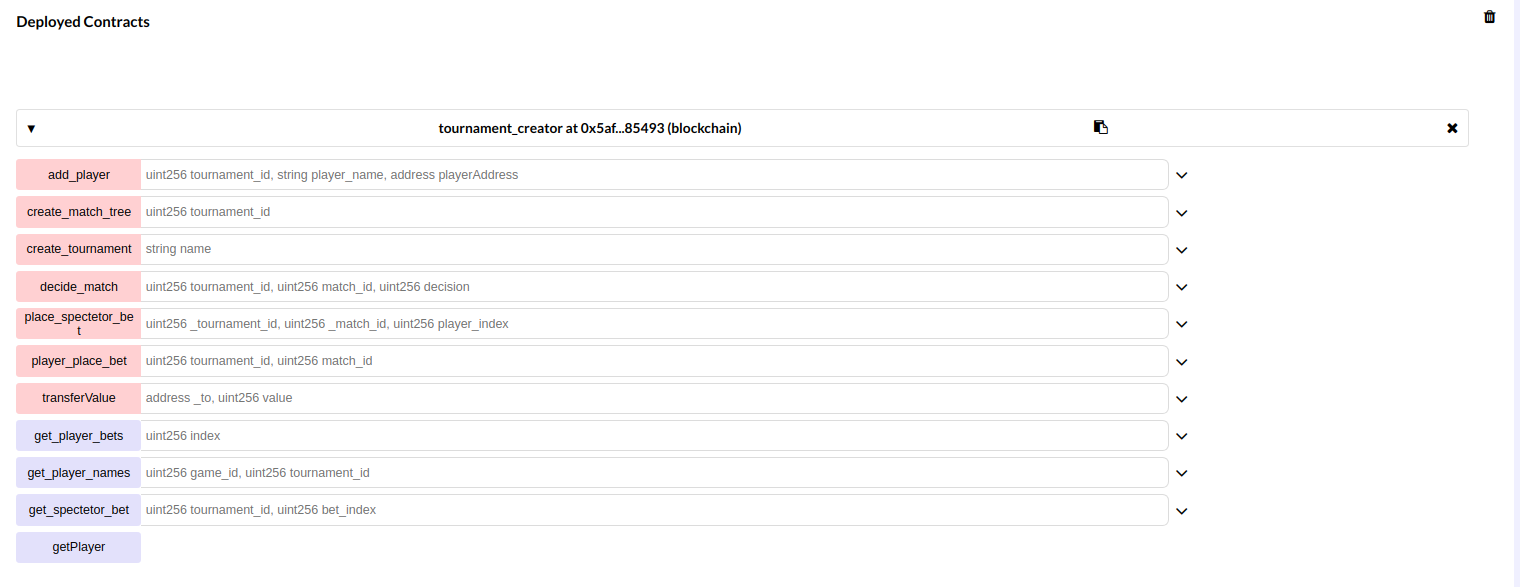 Deployed Contracts
tournament_creator at 0x5af...85493 (blockchain)
add_player uint256 tournament_id, string player_name, address playerAddress
create_match_tree uint256 tournament_id
create_tournament string name
decide_match uint256 tournament_id, uint256 match_id, uint256 decision
place_spectetor_be
t
uint256 _tournament_id, uint256 _match_id, uint256 player_index
player_place_bet uint256 tournament_id, uint256 match_id
transferValue address _to, uint256 value
get_player_bets uint256 index
get_player_names uint256 game_id, uint256 tournament_id
get_spectetor_bet uint256 tournament_id, uint256 bet_index
getPlayer